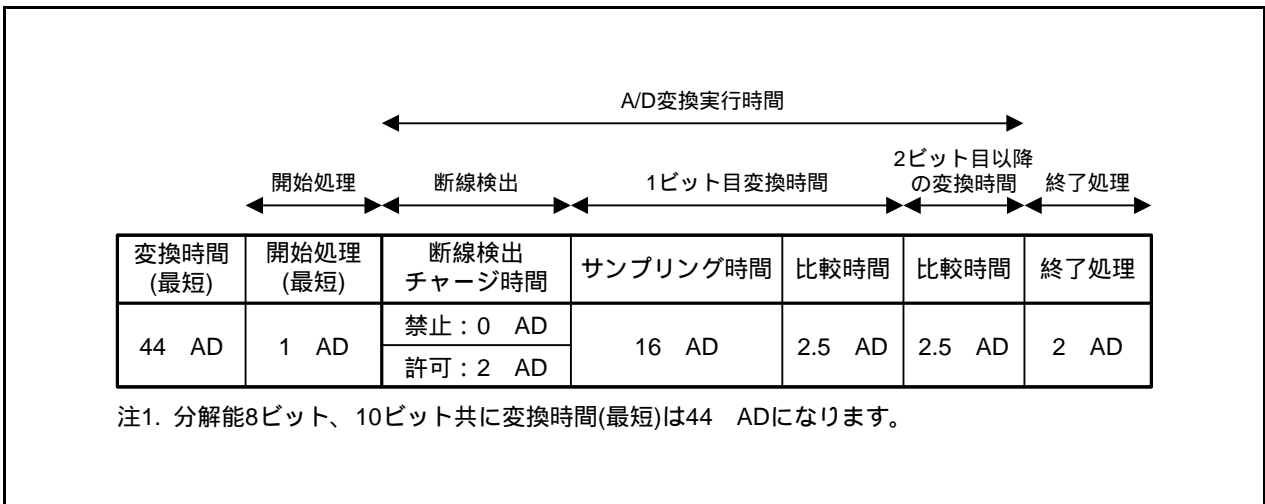 A/D変換実行時間
開始処理
断線検出
1ビット目変換時間
2ビット目以降
の変換時間
終了処理
変換時間
(最短)
開始処理
(最短)
断線検出
チャージ時間
サンプリング時間
比較時間
比較時間
終了処理
44 AD
1 AD
禁止：0 AD
許可：2 AD
16 AD
2.5 AD
2.5 AD
2 AD
注1. 分解能8ビット、10ビット共に変換時間(最短)は44 ADになります。